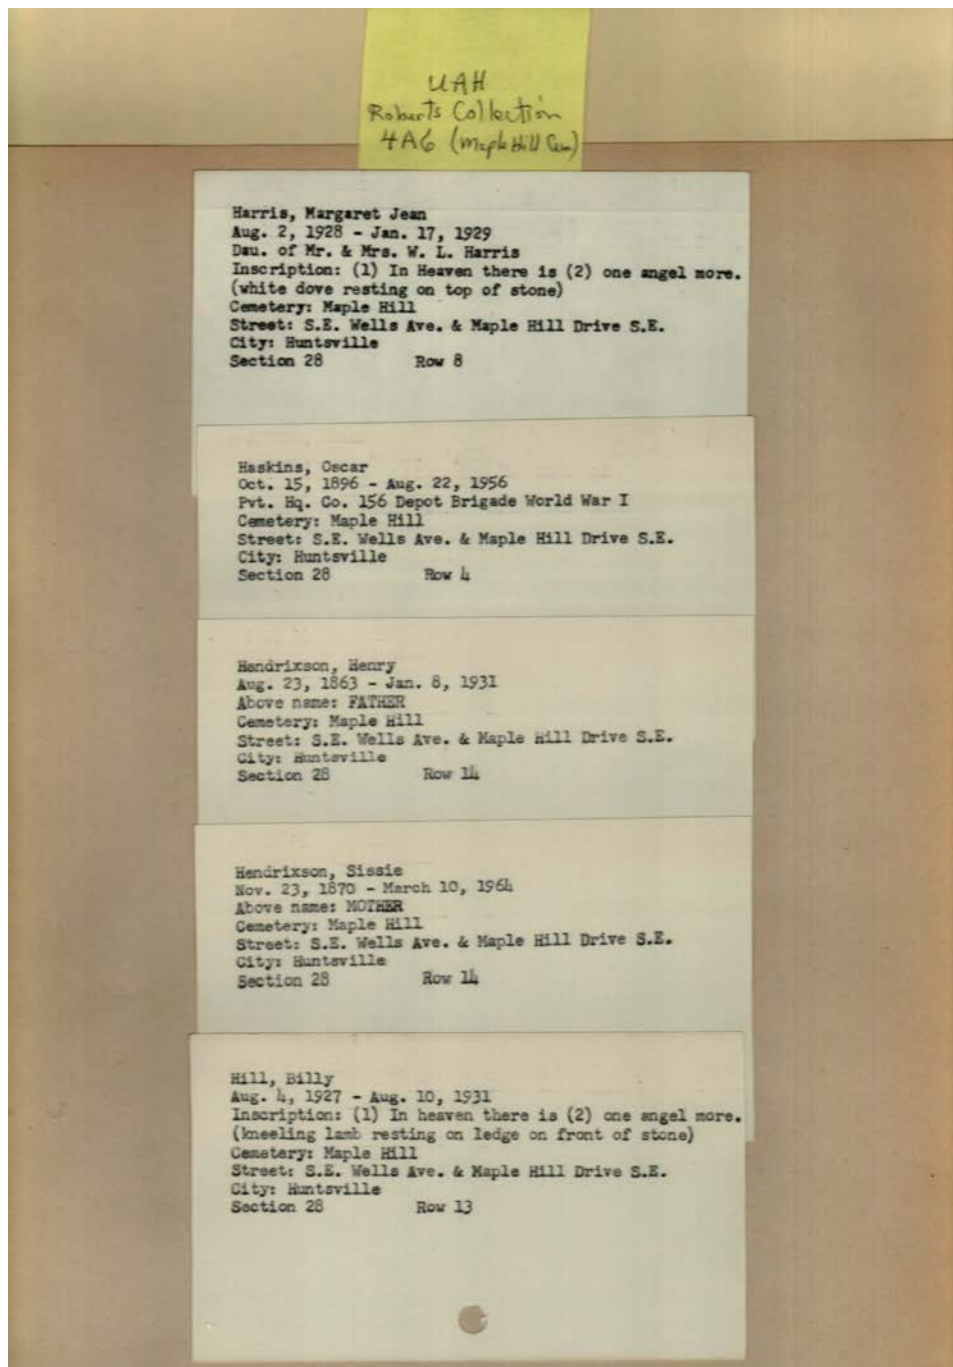 UAH
Roberts Collection
4A6 (Maple Hill Cem)
Harris, Margaret Jean
Aug. 2, 1928 - Jan. 17, 1929
Dau. of Mr. & Mrs. W. L. Harris
Inscription: (1) In Heaven there is (2) one angel more.
(white dove resting on top of stone)
Cemetery: Maple Hill
Street: S.E. Wells Ave. & Maple Hill Drive S.E.
City: Huntsville
Section 28 Row 8
Haskins, Oscar
Oct. 15, 1896 - Aug. 22, 1956
Pvt. Hq. Co. 156 Depot Brigade World War I
Cemetery: Maple Hill
Street: S.E. Wells Ave. & Maple Hill Drive S.E.
City: Huntsville
Section 28 Row 4
Hendrixson, Henry
Aug. 23, 1863 - Jan. 8, 1931
Above name: FATHER
Cemetery: Maple Hill
Street: S.E. Wells Ave. & Maple Hill Drive S.E.
City: Huntsville
Section 28 Row 14
Hendrixson, Sissie
Nov. 23, 1870 - March 10, 1964
Above name: MOTHER
Cemetery: Maple Hill
Street: S.E. Wells Ave. & Maple Hill Drive S.E.
City: Huntsville
Section 28 Row 14
Hill, Billy
Aug. 4, 1927 - Aug. 10, 1931
Inscription: (1) In heaven there is (2) one angel more.
(kneeling lamb resting on ledge on front of stone)
Cemetery: Maple Hill
Street: S.E. Wells Ave. & Maple Hill Drive S.E.
City: Huntsville
Section 28 Row 13